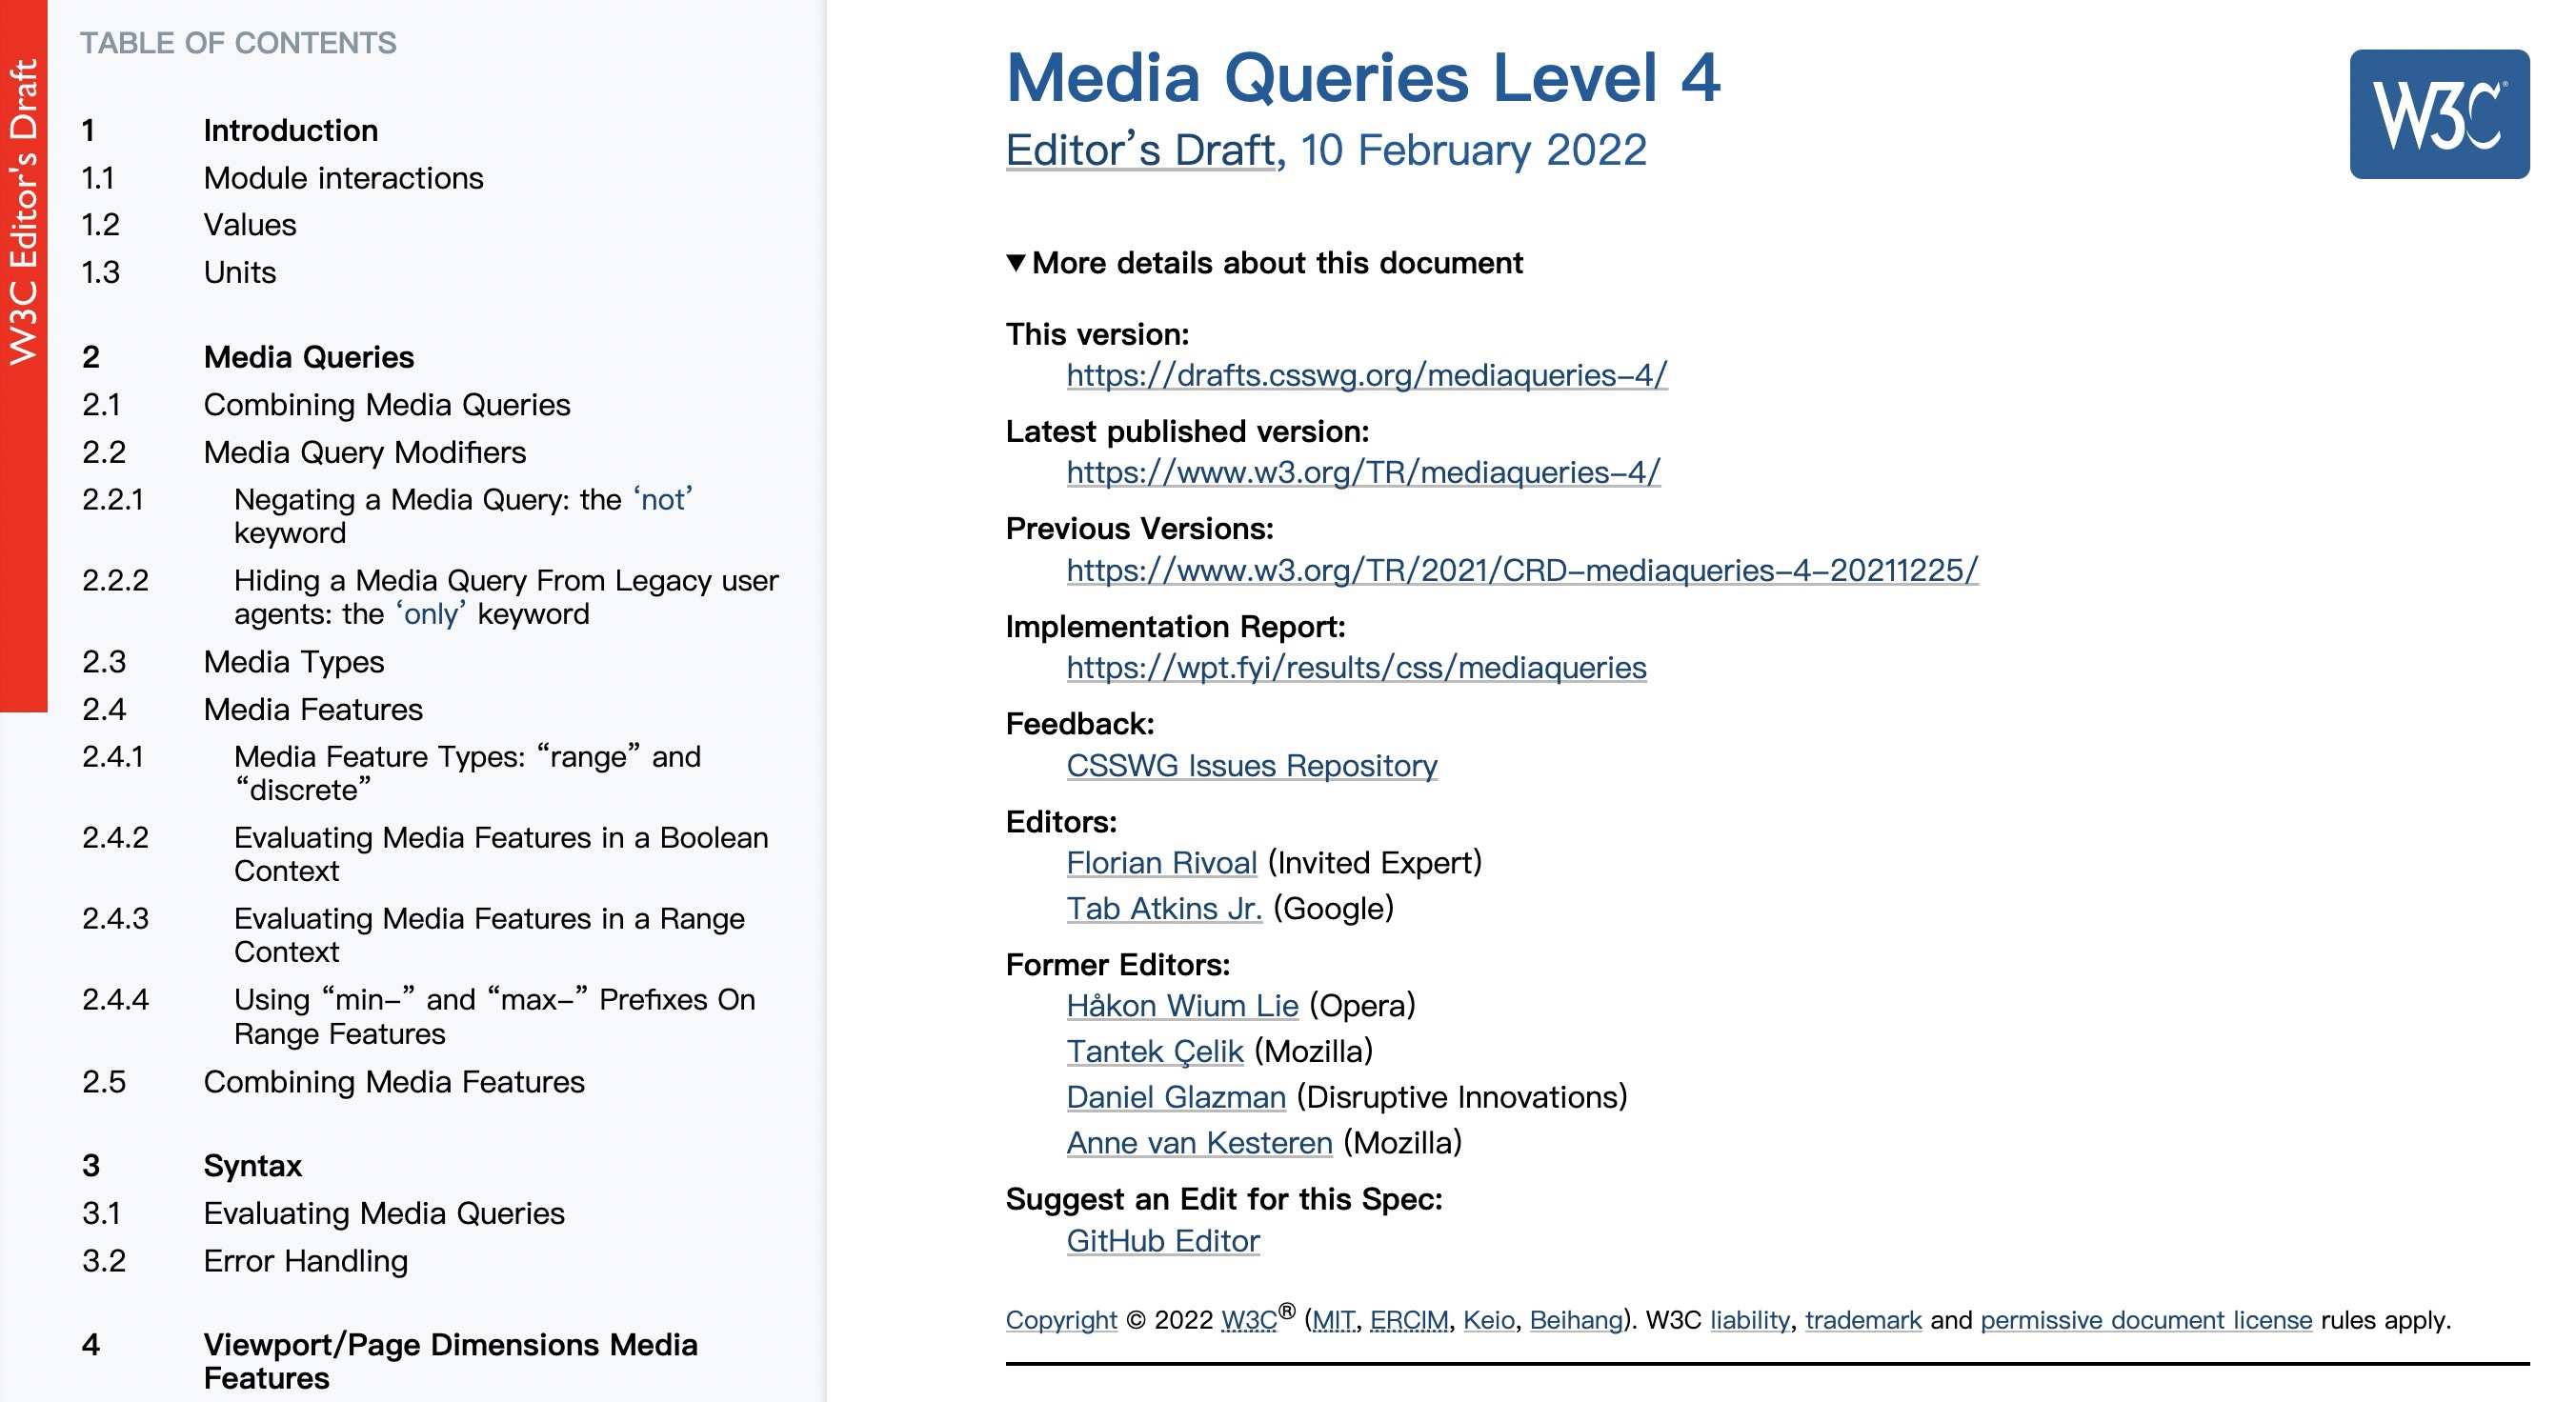 W3C Editor's Draft
TABLE OF CONTENTS
1 Introduction
1.1 Module interactions
1.2 Values
1.3 Units
2 Media Queries
2.1 Combining Media Queries
2.2 Media Query Modifiers
2.2.1 Negating a Media Query: the ‘not’
keyword
2.2.2 Hiding a Media Query From Legacy user
agents: the ‘only’ keyword
2.3 Media Types
2.4 Media Features
2.4.1 Media Feature Types: “range” and
“discrete”
2.4.2 Evaluating Media Features in a Boolean
Context
2.4.3 Evaluating Media Features in a Range
Context
2.4.4 Using “min-” and “max-” Prefixes On
Range Features
2.5 Combining Media Features
3 Syntax
3.1 Evaluating Media Queries
3.2 Error Handling
4 Viewport/Page Dimensions Media
Features
Media Queries Level 4
Editor’s Draft, 10 February 2022
W3C®
▼ More details about this document
This version:
https://drafts.csswg.org/mediaqueries-4/
Latest published version:
https://www.w3.org/TR/mediaqueries-4/
Previous Versions:
https://www.w3.org/TR/2021/CRD-mediaqueries-4-20211225/
Implementation Report:
https://wpt.fyi/results/css/mediaqueries
Feedback:
CSSWG Issues Repository
Editors:
Florian Rivoal (Invited Expert)
Tab Atkins Jr. (Google)
Former Editors:
Håkon Wium Lie (Opera)
Tantek Çelik (Mozilla)
Daniel Glazman (Disruptive Innovations)
Anne van Kesteren (Mozilla)
Suggest an Edit for this Spec:
GitHub Editor
Copyright © 2022 W3C® (MIT, ERCIM, Keio, Beihang). W3C liability, trademark and permissive document license rules apply.